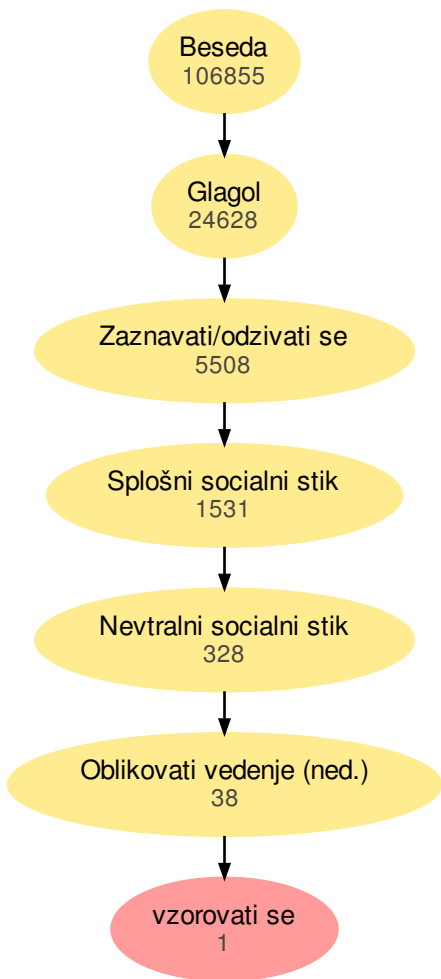 Beseda
106855
Glagol
24628
Zaznavati/odzivati se
5508
Splošni socialni stik
1531
Nevtralni socialni stik
328
Oblikovati vedenje (ned.)
38
vzorovati se
1